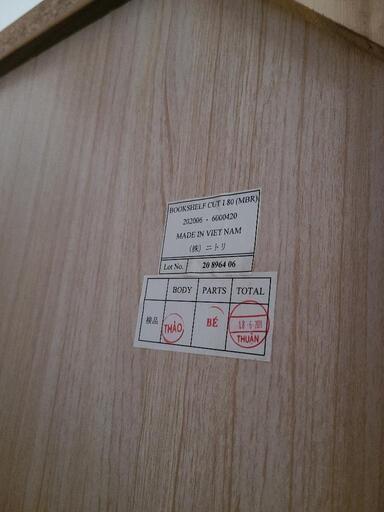 BOOKSHELF CUT I 80 (MBR)
202006 - 6000420
MADE IN VIET NAM
(株) ニトリ
Lot No. 20 8964 06
BODY PARTS TOTAL
検品 THẢO BÉ
THUẬN